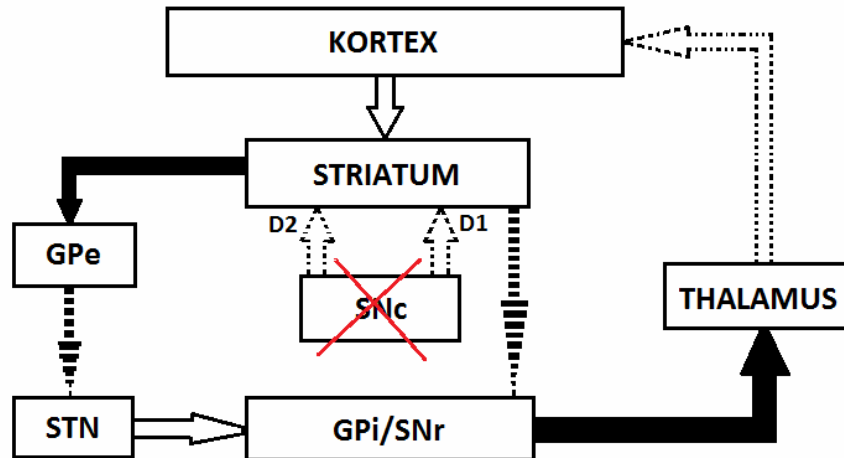 KORTEX
STRIATUM
D2
D1
GPe
SNc
THALAMUS
STN
GPi/SNr